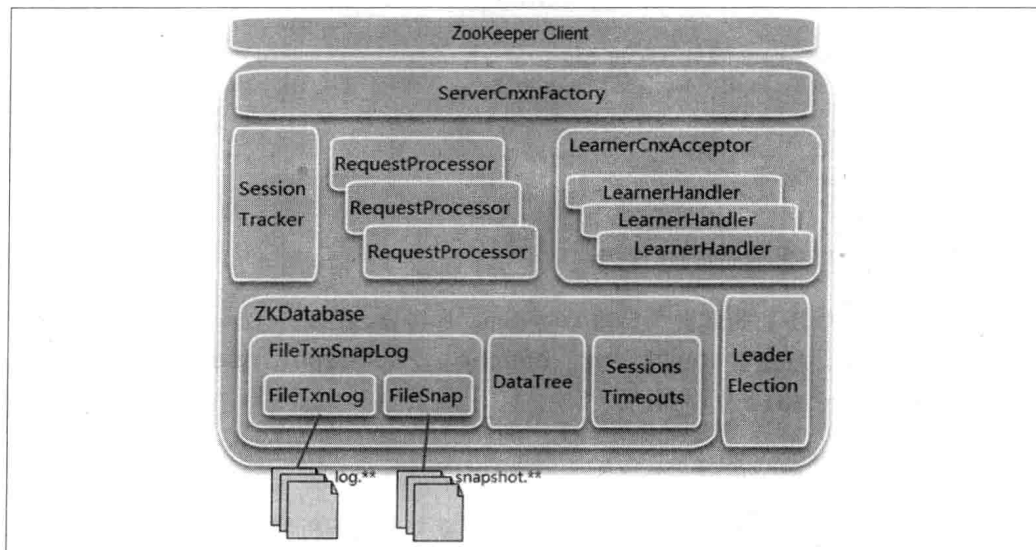 ZooKeeper Client
ServerCnxnFactory
Session
Tracker
RequestProcessor
RequestProcessor
RequestProcessor
LearnerCnxAcceptor
LearnerHandler
LearnerHandler
LearnerHandler
ZKDatabase
FileTxnSnapLog
FileTxnLog
FileSnap
DataTree
Sessions
Timeouts
Leader
Election
log.**
snapshot.**